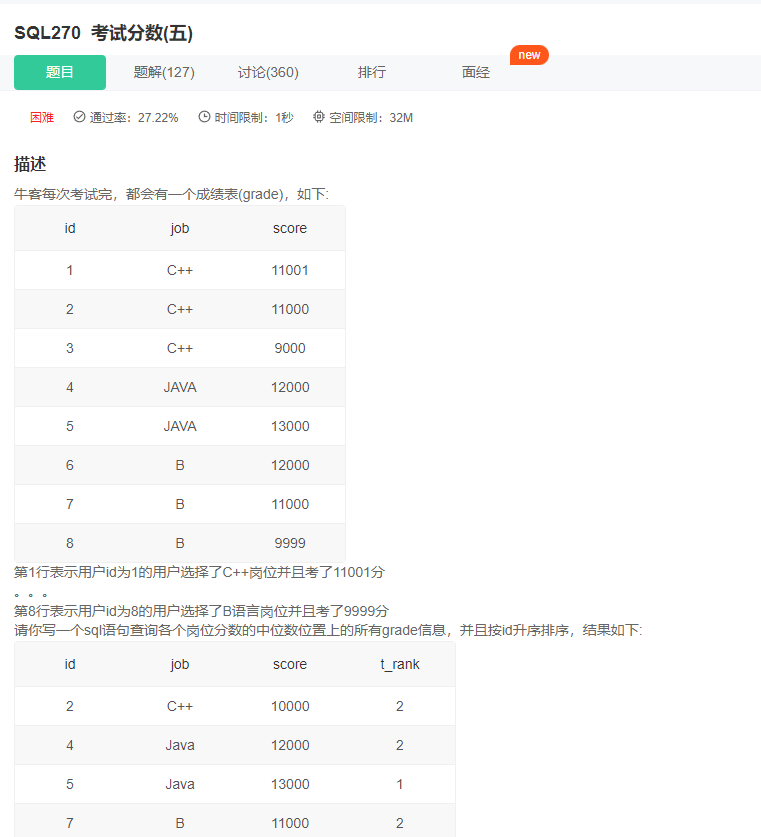 SQL270 考试分数(五)
题目 题解(127) 讨论(360) 排行 面经 new
困难 通过率：27.22% 时间限制：1秒 空间限制：32M
描述
牛客每次考试完，都会有一个成绩表(grade)，如下:
id job score
1 C++ 11001
2 C++ 11000
3 C++ 9000
4 JAVA 12000
5 JAVA 13000
6 B 12000
7 B 11000
8 B 9999
第1行表示用户id为1的用户选择了C++岗位并且考了11001分
。。。
第8行表示用户id为8的用户选择了B语言岗位并且考了9999分
请你写一个sql语句查询各个岗位分数的中位数位置上的所有grade信息，并且按id升序排序，结果如下:
id job score t_rank
2 C++ 10000 2
4 Java 12000 2
5 Java 13000 1
7 B 11000 2